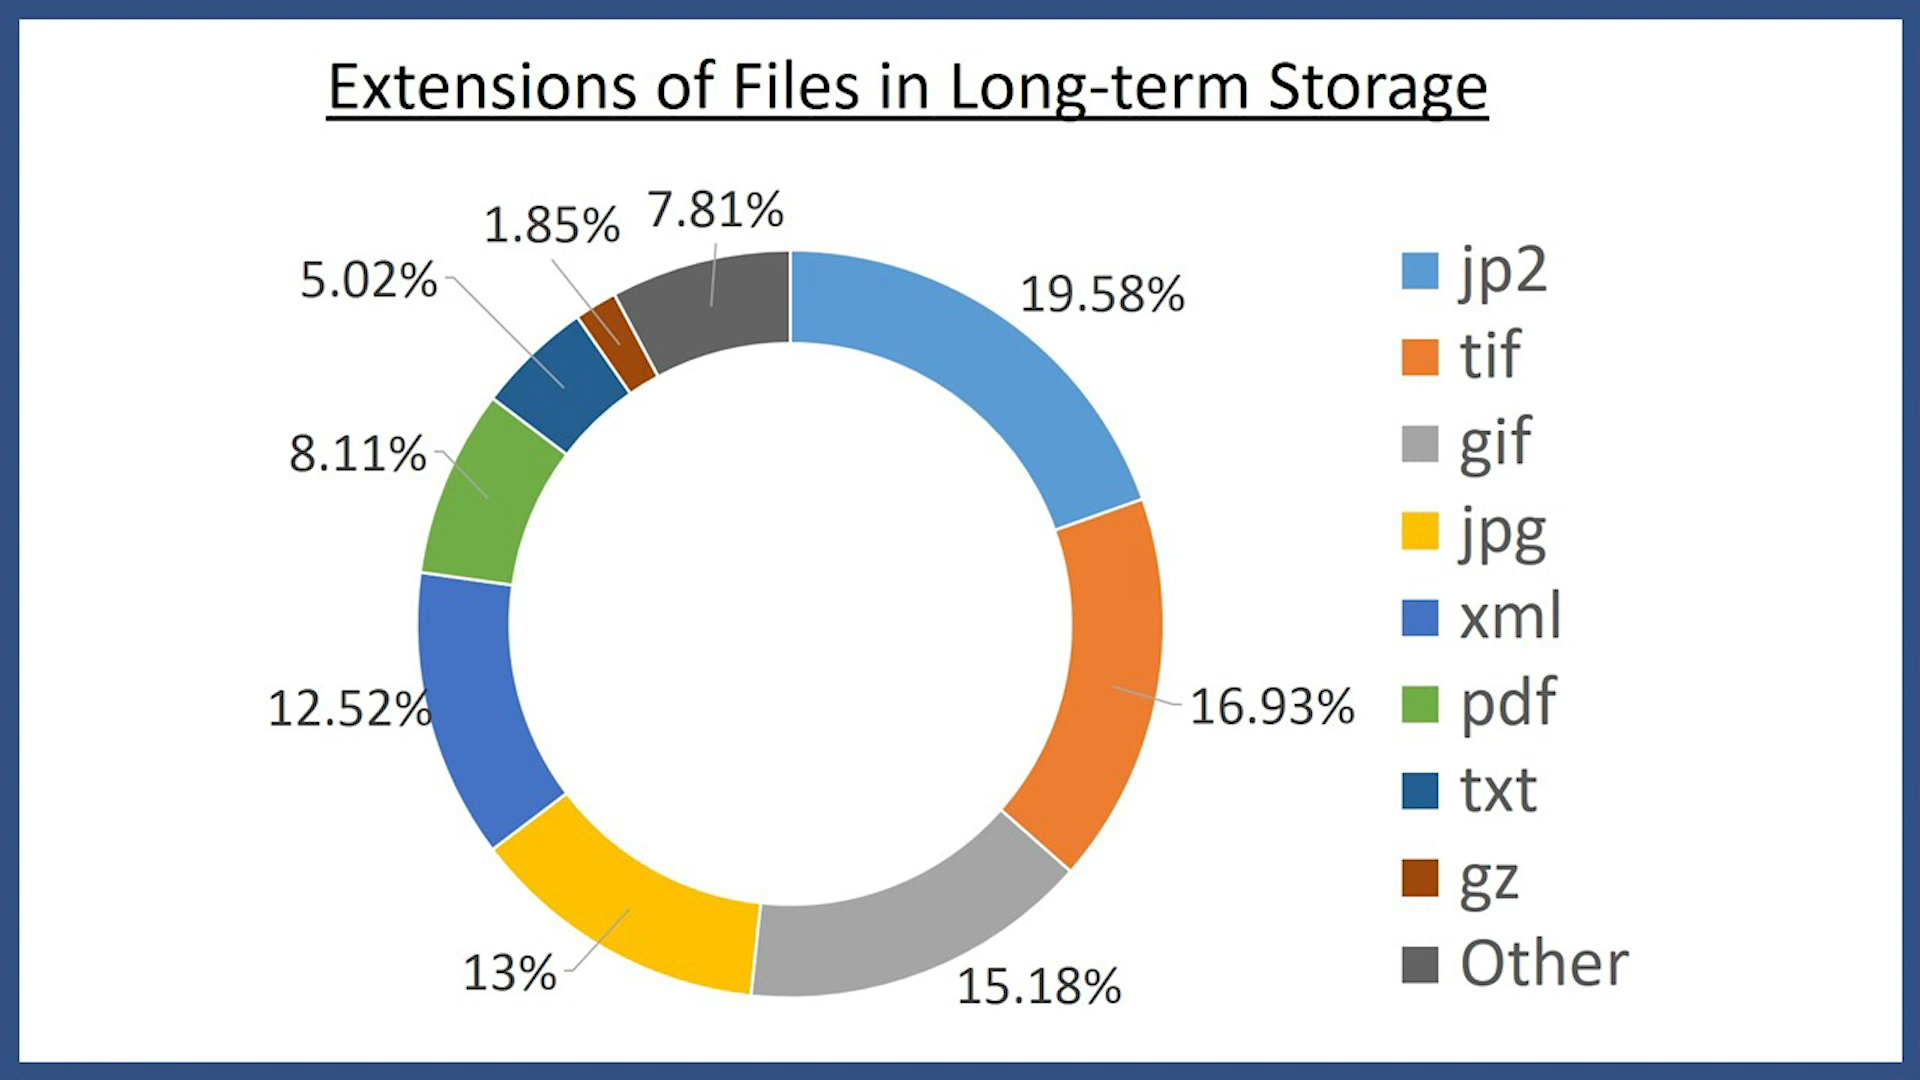 Extensions of Files in Long-term Storage
7.81%
1.85%
5.02%
19.58%
8.11%
16.93%
12.52%
13%
15.18%
jp2
tif
gif
jpg
xml
pdf
txt
gz
Other